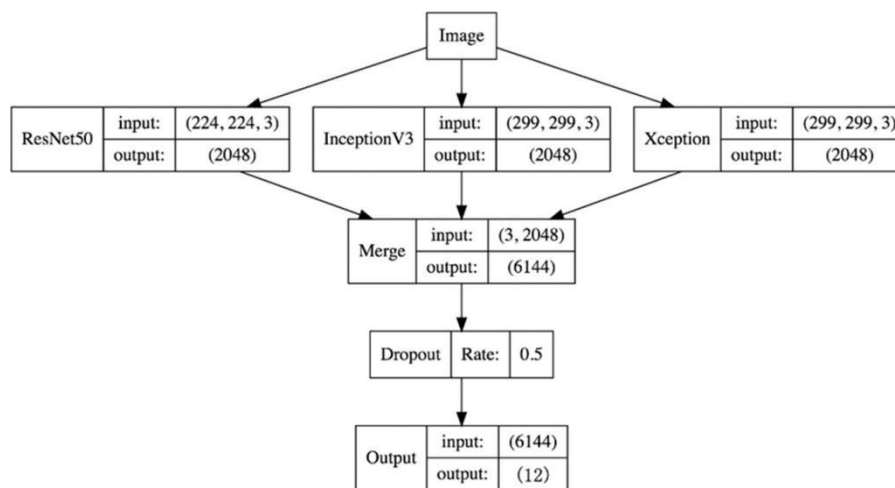 Image
ResNet50
input: (224, 224, 3)
output: (2048)
InceptionV3
input: (299, 299, 3)
output: (2048)
Xception
input: (299, 299, 3)
output: (2048)
Merge
input: (3, 2048)
output: (6144)
Dropout Rate: 0.5
Output
input: (6144)
output: (12)